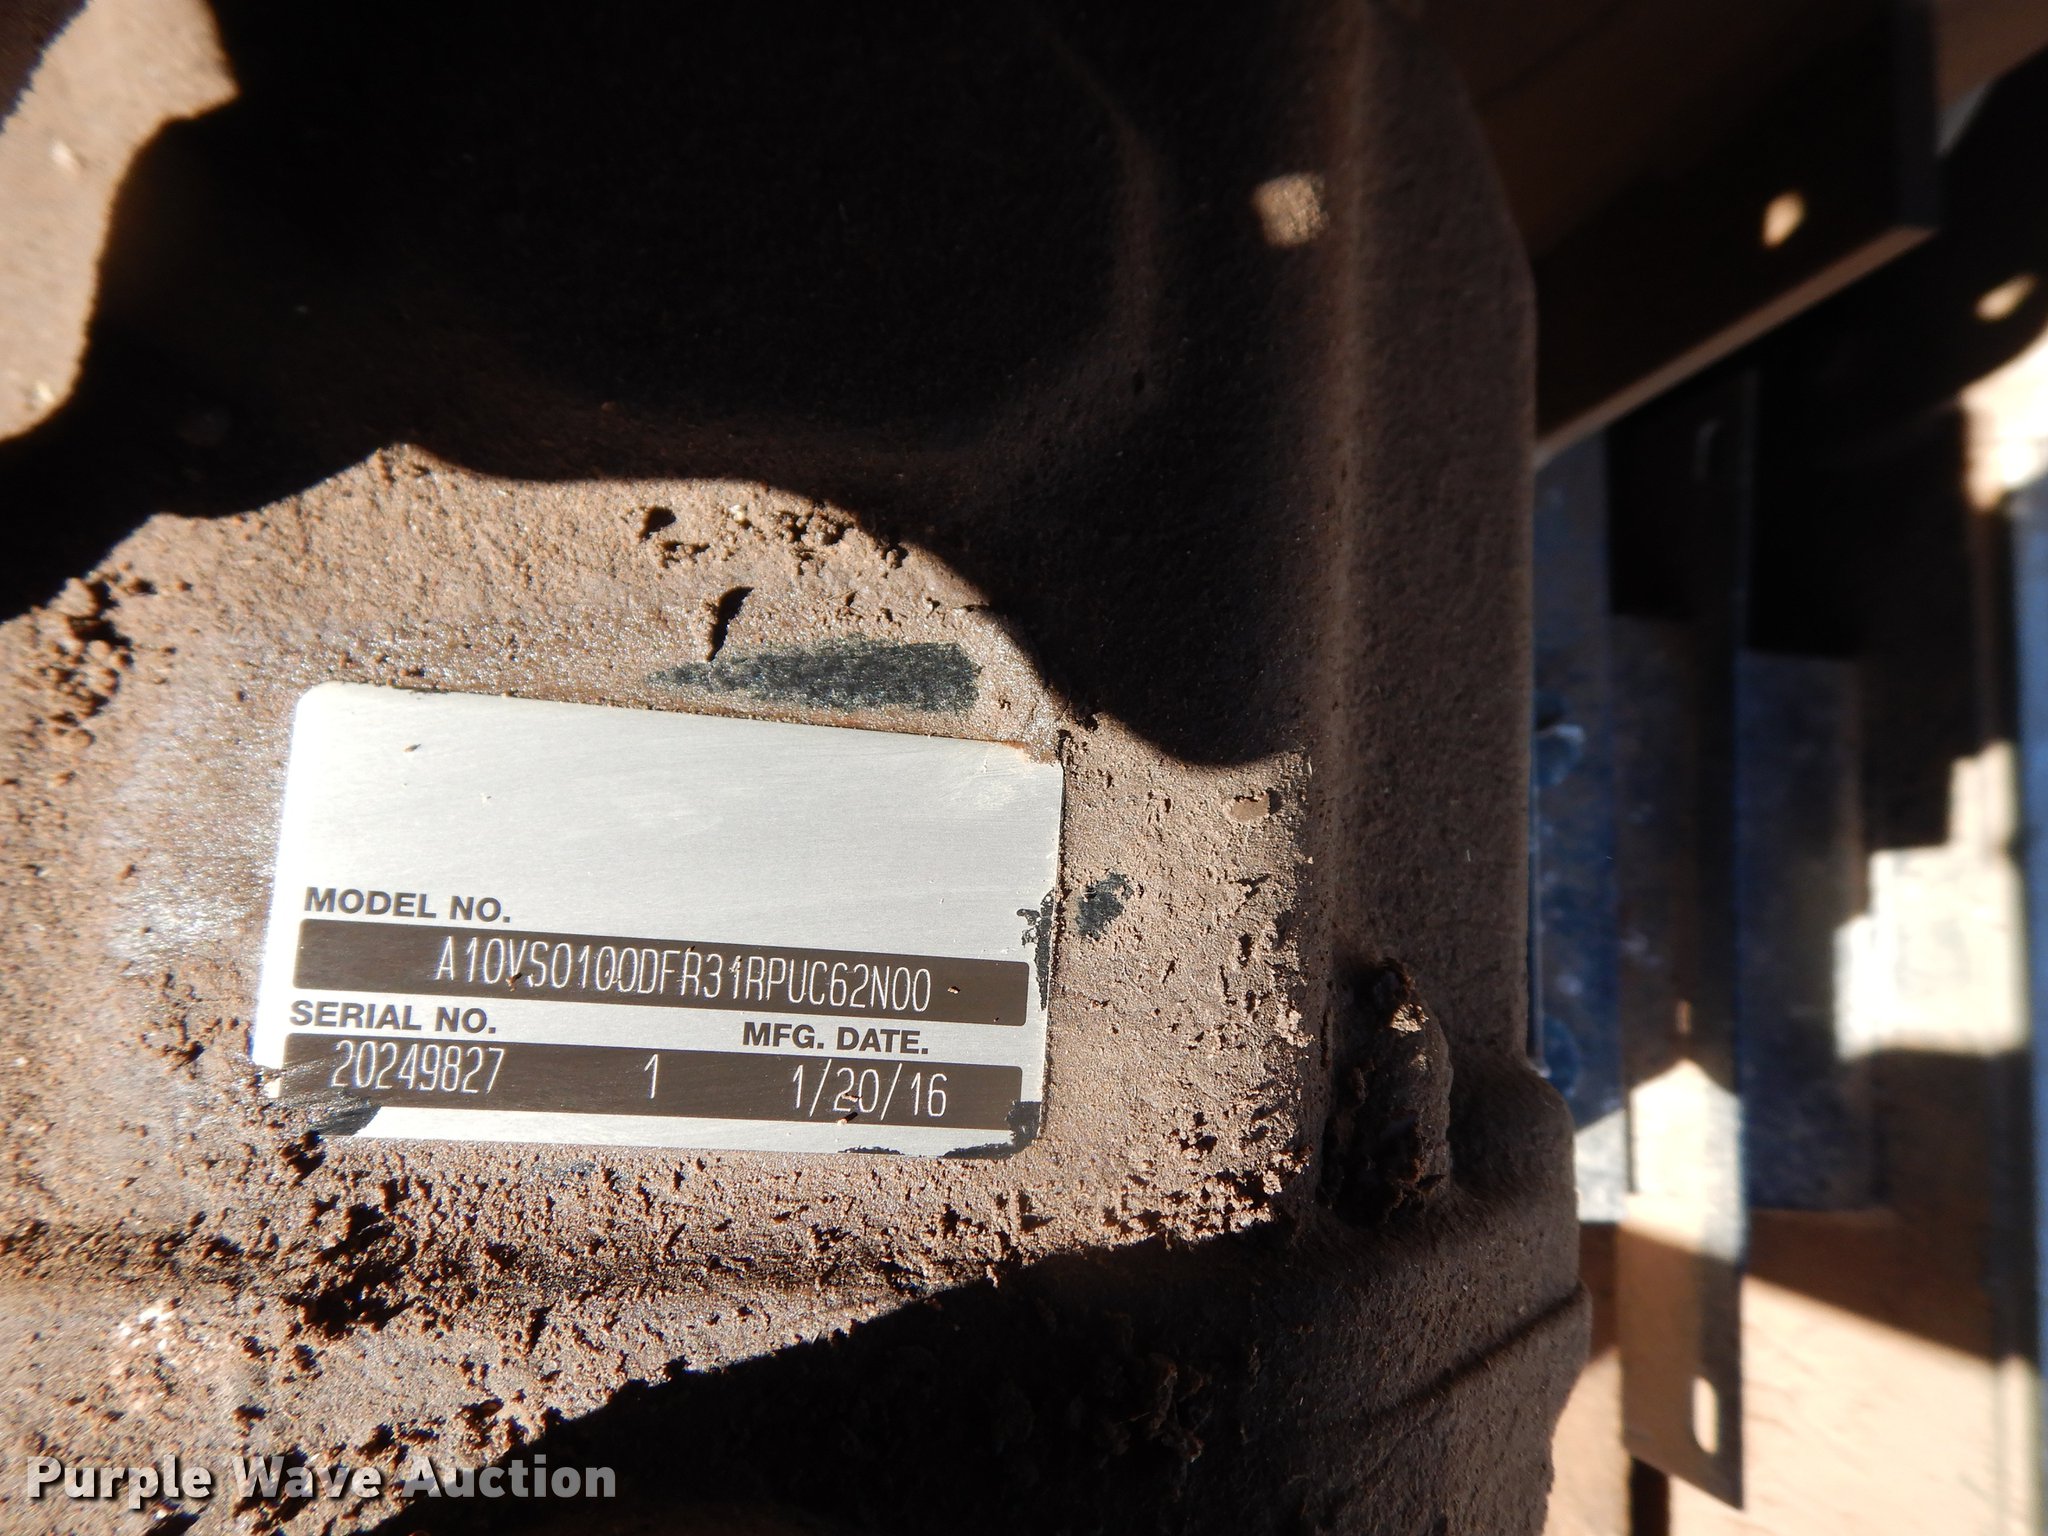 MODEL NO.
A10VSO100DFR31RPUC62N00
SERIAL NO. MFG. DATE.
20249827 1 1/20/16
Purple Wave Auction